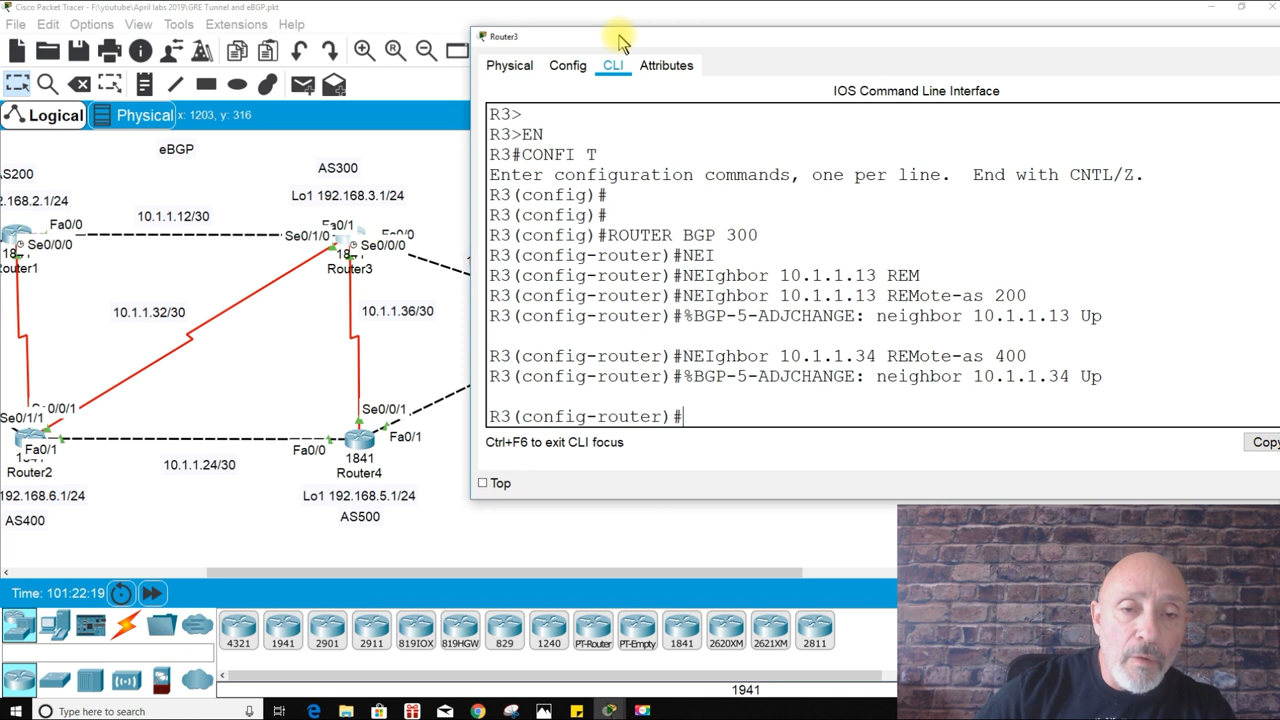 Cisco Packet Tracer - F:\youtube\April labs 2019\GRE Tunnel and eBGP.pkt
File Edit Options View Tools Extensions Help
Logical
Physical
x: 1203, y: 316
eBGP
AS200
AS300
192.168.2.1/24
Lo1 192.168.3.1/24
10.1.1.12/30
Fa0/0
Fa0/1
Se0/0/0
Se0/1/0
Se0/0/0
Router1
Router3
10.1.1.32/30
10.1.1.36/30
Se0/1/1
Se0/0/1
Fa0/1
Fa0/0
Fa0/1
Router2
1841
Router4
10.1.1.24/30
192.168.6.1/24
Lo1 192.168.5.1/24
AS400
AS500
Router3
Physical Config CLI Attributes
IOS Command Line Interface
R3>
R3>EN
R3#CONFI T
Enter configuration commands, one per line. End with CNTL/Z.
R3(config)#
R3(config)#
R3(config)#ROUTER BGP 300
R3(config-router)#NEI
R3(config-router)#NEIghbor 10.1.1.13 REM
R3(config-router)#NEIghbor 10.1.1.13 REMote-as 200
R3(config-router)#%BGP-5-ADJCHANGE: neighbor 10.1.1.13 Up
R3(config-router)#NEIghbor 10.1.1.34 REMote-as 400
R3(config-router)#%BGP-5-ADJCHANGE: neighbor 10.1.1.34 Up
R3(config-router)#
Ctrl+F6 to exit CLI focus
Copy
Top
Time: 101:22:19
4321 1941 2901 2911 819IOX 819HGW 829 1240 PT-Router PT-Empty 1841 2620XM 2621XM 2811
1941
Type here to search